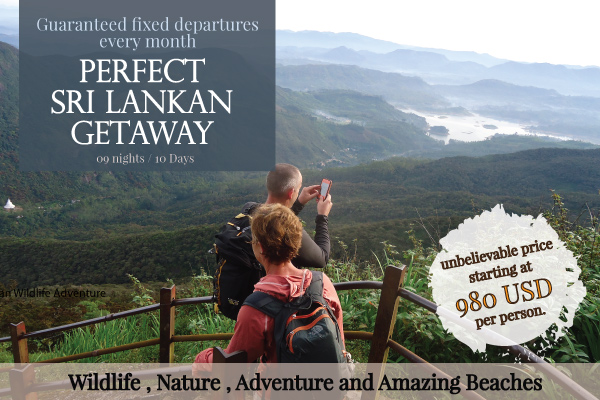 Guaranteed fixed departures
every month
PERFECT
SRI LANKAN
GETAWAY
09 nights / 10 Days
unbelievable price
starting at
980 USD
per person.
an Wildlife Adventure
Wildlife , Nature , Adventure and Amazing Beaches